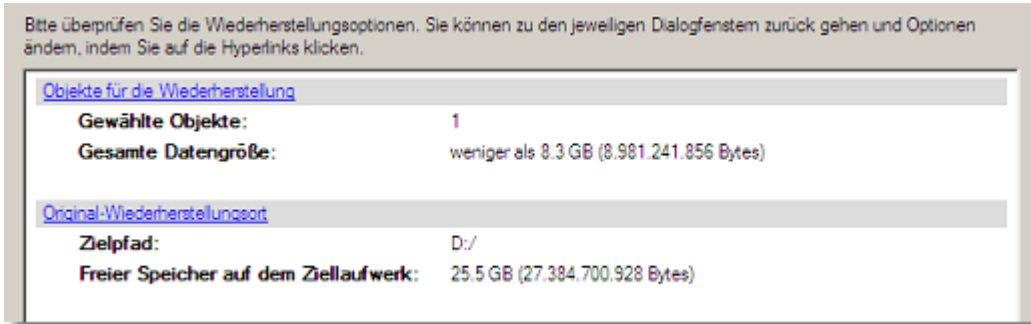 Bitte überprüfen Sie die Wiederherstellungsoptionen. Sie können zu den jeweiligen Dialogfenstern zurück gehen und Optionen
ändern, indem Sie auf die Hyperlinks klicken.
Objekte für die Wiederherstellung
Gewählte Objekte: 1
Gesamte Datengröße: weniger als 8.3 GB (8.981.241.856 Bytes)
Original-Wiederherstellungsort
Zielpfad: D:/
Freier Speicher auf dem Ziellaufwerk: 25.5 GB (27.384.700.928 Bytes)